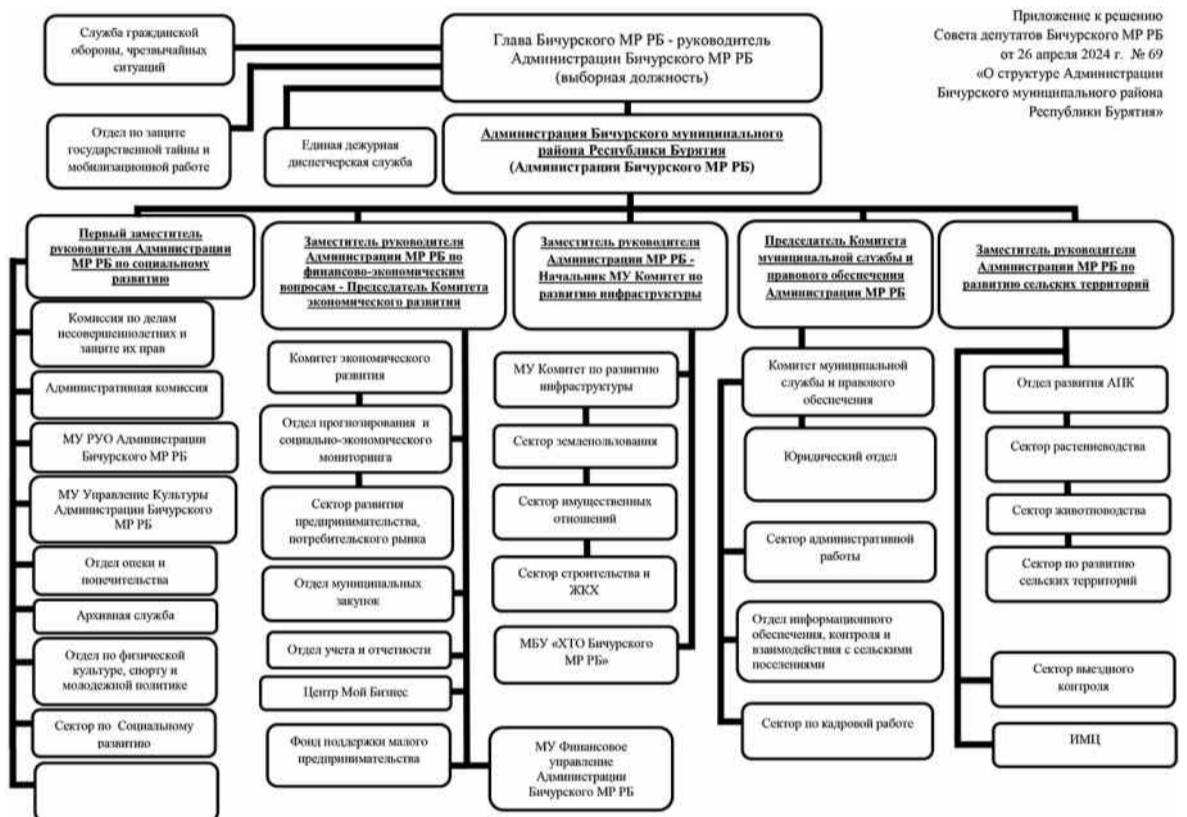 Служба гражданской
обороны, чрезвычайных
ситуаций
Глава Бичурского МР РБ - руководитель
Администрации Бичурского МР РБ
(выборная должность)
Приложение к решению
Совета депутатов Бичурского МР РБ
от 26 апреля 2024 г. № 69
«О структуре Администрации
Бичурского муниципального района
Республики Бурятия»
Отдел по защите
государственной тайны и
мобилизационной работе
Единая дежурная
диспетчерская служба
Администрация Бичурского муниципального
района Республики Бурятия
(Администрация Бичурского МР РБ)
Первый заместитель
руководителя Администрации
МР РБ по социальному
развитию
Комиссия по делам
несовершеннолетних и
защите их прав
Административная комиссия
МУ РУО Администрации
Бичурского МР РБ
МУ Управление Культуры
Администрации Бичурского
МР РБ
Отдел опеки и
попечительства
Архивная служба
Отдел по физической
культуре, спорту и
молодежной политике
Сектор по Социальному
развитию
Заместитель руководителя
Администрации МР РБ по
финансово-экономическим
вопросам - Председатель Комитета
экономического развития
Комитет экономического
развития
Отдел прогнозирования и
социально-экономического
мониторинга
Сектор развития
предпринимательства,
потребительского рынка
Отдел муниципальных
закупок
Отдел учета и отчетности
Центр Мой Бизнес
Фонд поддержки малого
предпринимательства
МУ Финансовое
управление
Администрации
Бичурского МР РБ
Заместитель руководителя
Администрации МР РБ -
Начальник МУ Комитет по
развитию инфраструктуры
МУ Комитет по развитию
инфраструктуры
Сектор землепользования
Сектор имущественных
отношений
Сектор строительства и
ЖКХ
МБУ «ХТО Бичурского
МР РБ»
Председатель Комитета
муниципальной службы и
правового обеспечения
Администрации МР РБ
Комитет муниципальной
службы и правового
обеспечения
Юридический отдел
Сектор административной
работы
Отдел информационного
обеспечения, контроля и
взаимодействия с сельскими
поселениями
Сектор по кадровой работе
Заместитель руководителя
Администрации МР РБ по
развитию сельских территорий
Отдел развития АПК
Сектор растениеводства
Сектор животноводства
Сектор по развитию
сельских территорий
Сектор выездного
контроля
ИМЦ